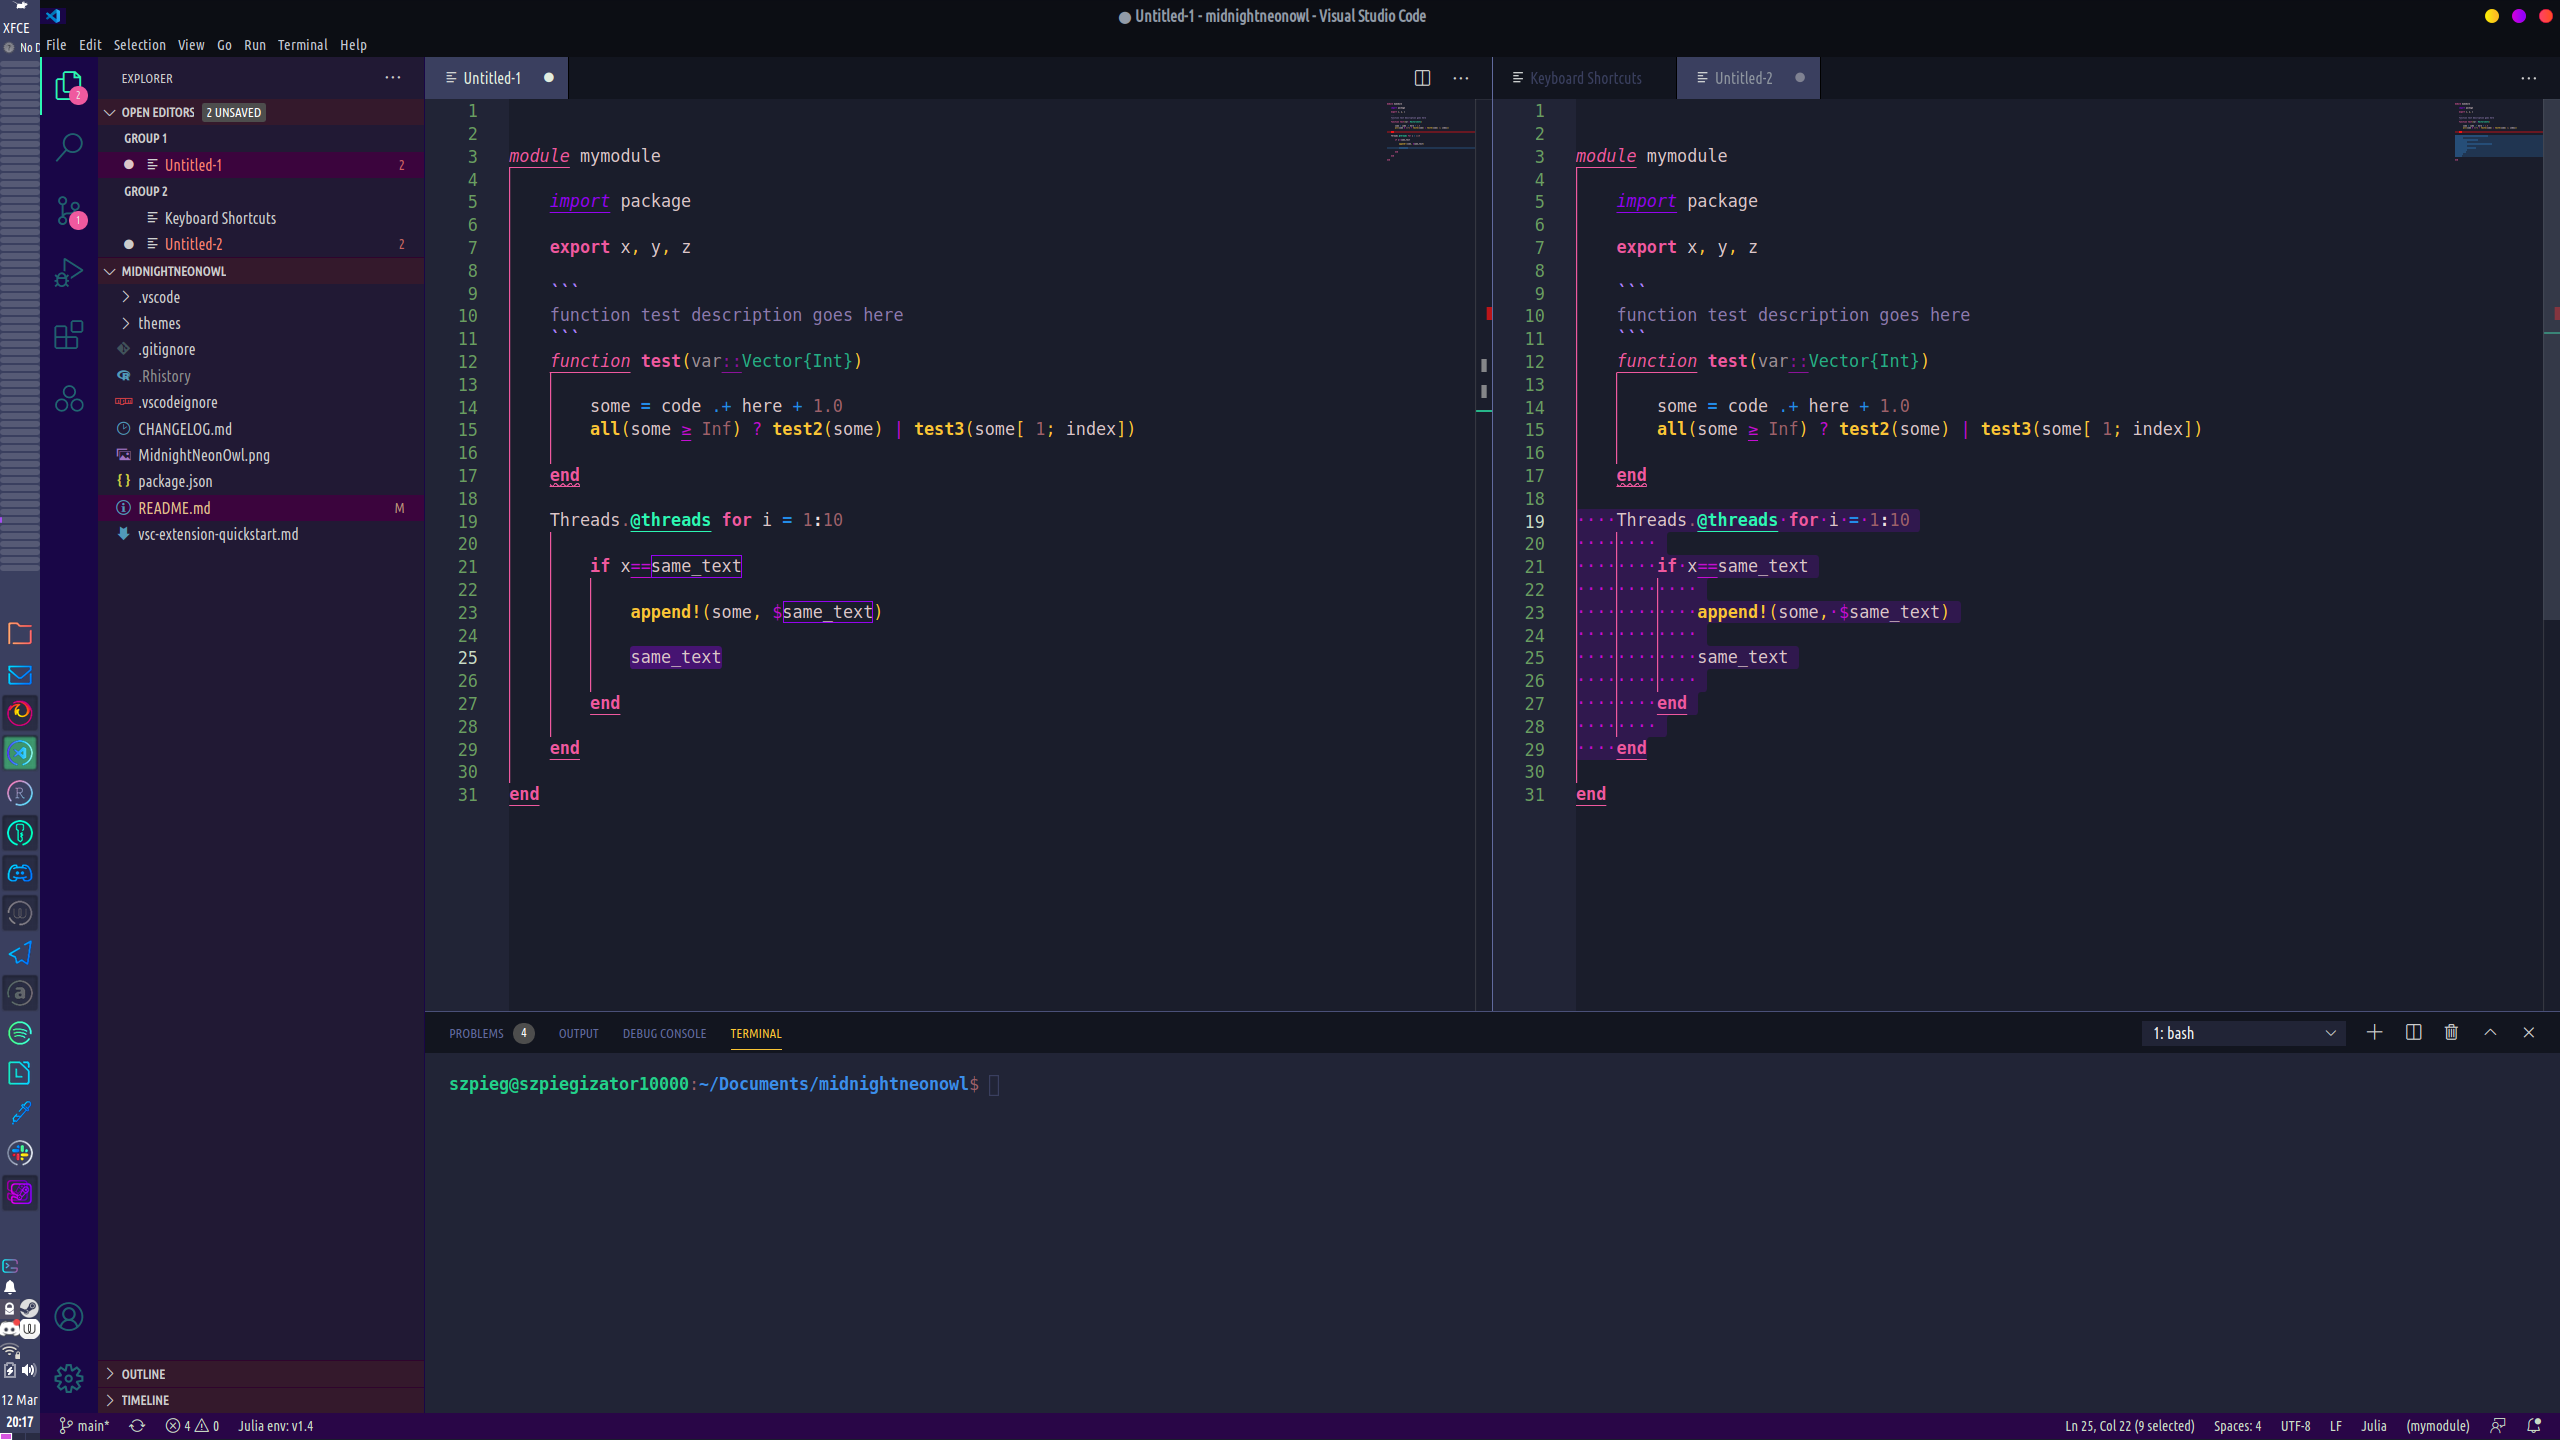 ● Untitled-1 - midnightneonowl - Visual Studio Code
XFCE
No D
File Edit Selection View Go Run Terminal Help
EXPLORER
OPEN EDITORS 2 UNSAVED
GROUP 1
Untitled-1 2
GROUP 2
Keyboard Shortcuts
Untitled-2 2
MIDNIGHTNEONOWL
.vscode
themes
.gitignore
.Rhistory
.vscodeignore
CHANGELOG.md
MidnightNeonOwl.png
package.json
README.md M
vsc-extension-quickstart.md
OUTLINE
TIMELINE
2
1
Untitled-1
1
2
3 module mymodule
4
5 import package
6
7 export x, y, z
8
9 ```
10 function test description goes here
11 ```
12 function test(var::Vector{Int})
13
14 some = code .+ here + 1.0
15 all(some ≥ Inf) ? test2(some) | test3(some[ 1; index])
16
17 end
18
19 Threads.@threads for i = 1:10
20
21 if x==same_text
22
23 append!(some, $same_text)
24
25 same_text
26
27 end
28
29 end
30
31 end
Keyboard Shortcuts Untitled-2
1
2
3 module mymodule
4
5 import package
6
7 export x, y, z
8
9 ```
10 function test description goes here
11 ```
12 function test(var::Vector{Int})
13
14 some = code .+ here + 1.0
15 all(some ≥ Inf) ? test2(some) | test3(some[ 1; index])
16
17 end
18
19 ····Threads.@threads·for·i·=·1:10
20 ········
21 ········if·x==same_text
22 ············
23 ············append!(some,·$same_text)
24 ············
25 ············same_text
26 ············
27 ········end
28 ········
29 ····end
30
31 end
PROBLEMS 4 OUTPUT DEBUG CONSOLE TERMINAL
1: bash
szpieg@szpiegizator10000:~/Documents/midnightneonowl$
12 Mar
20:17
main* 4 0 Julia env: v1.4
Ln 25, Col 22 (9 selected) Spaces: 4 UTF-8 LF Julia (mymodule)